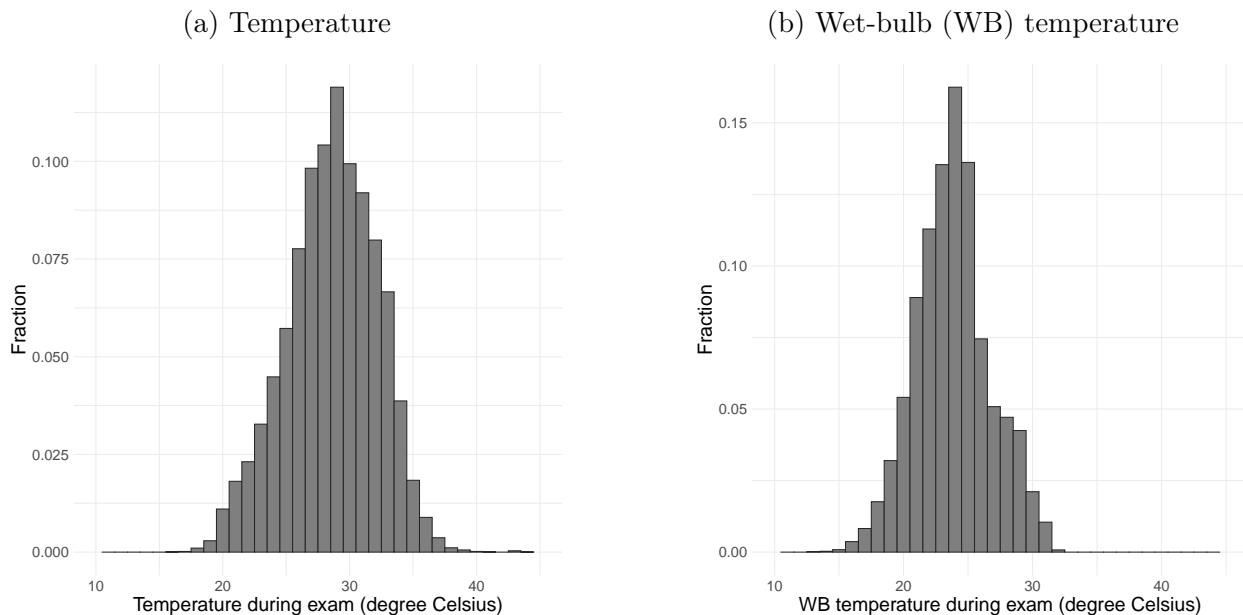 (a) Temperature
0.100
0.075
0.050
0.025
0.000
Fraction
10 20 30 40
Temperature during exam (degree Celsius)
(b) Wet-bulb (WB) temperature
0.15
0.10
0.05
0.00
Fraction
10 20 30 40
WB temperature during exam (degree Celsius)